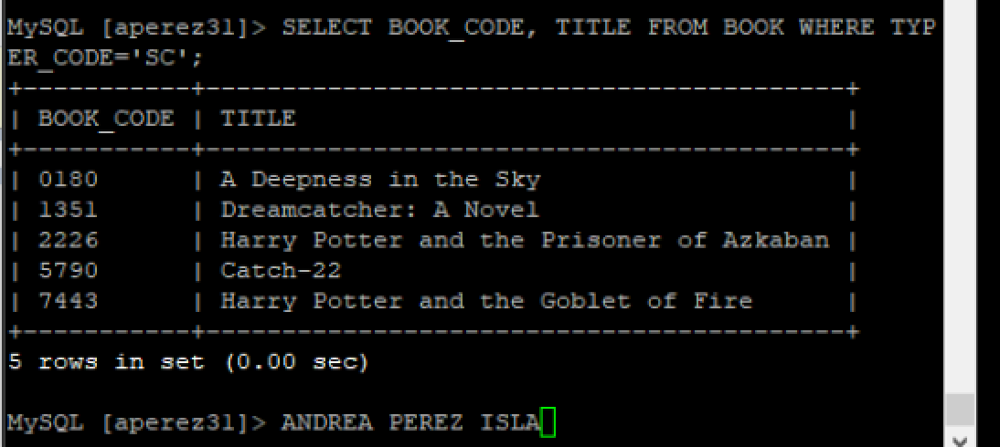 MySQL [aperez31]> SELECT BOOK_CODE, TITLE FROM BOOK WHERE TYP
ER_CODE='SC';
+-----------+------------------------------------------+
| BOOK_CODE | TITLE                                    |
+-----------+------------------------------------------+
| 0180      | A Deepness in the Sky                    |
| 1351      | Dreamcatcher: A Novel                    |
| 2226      | Harry Potter and the Prisoner of Azkaban |
| 5790      | Catch-22                                 |
| 7443      | Harry Potter and the Goblet of Fire      |
+-----------+------------------------------------------+
5 rows in set (0.00 sec)
MySQL [aperez31]> ANDREA PEREZ ISLA